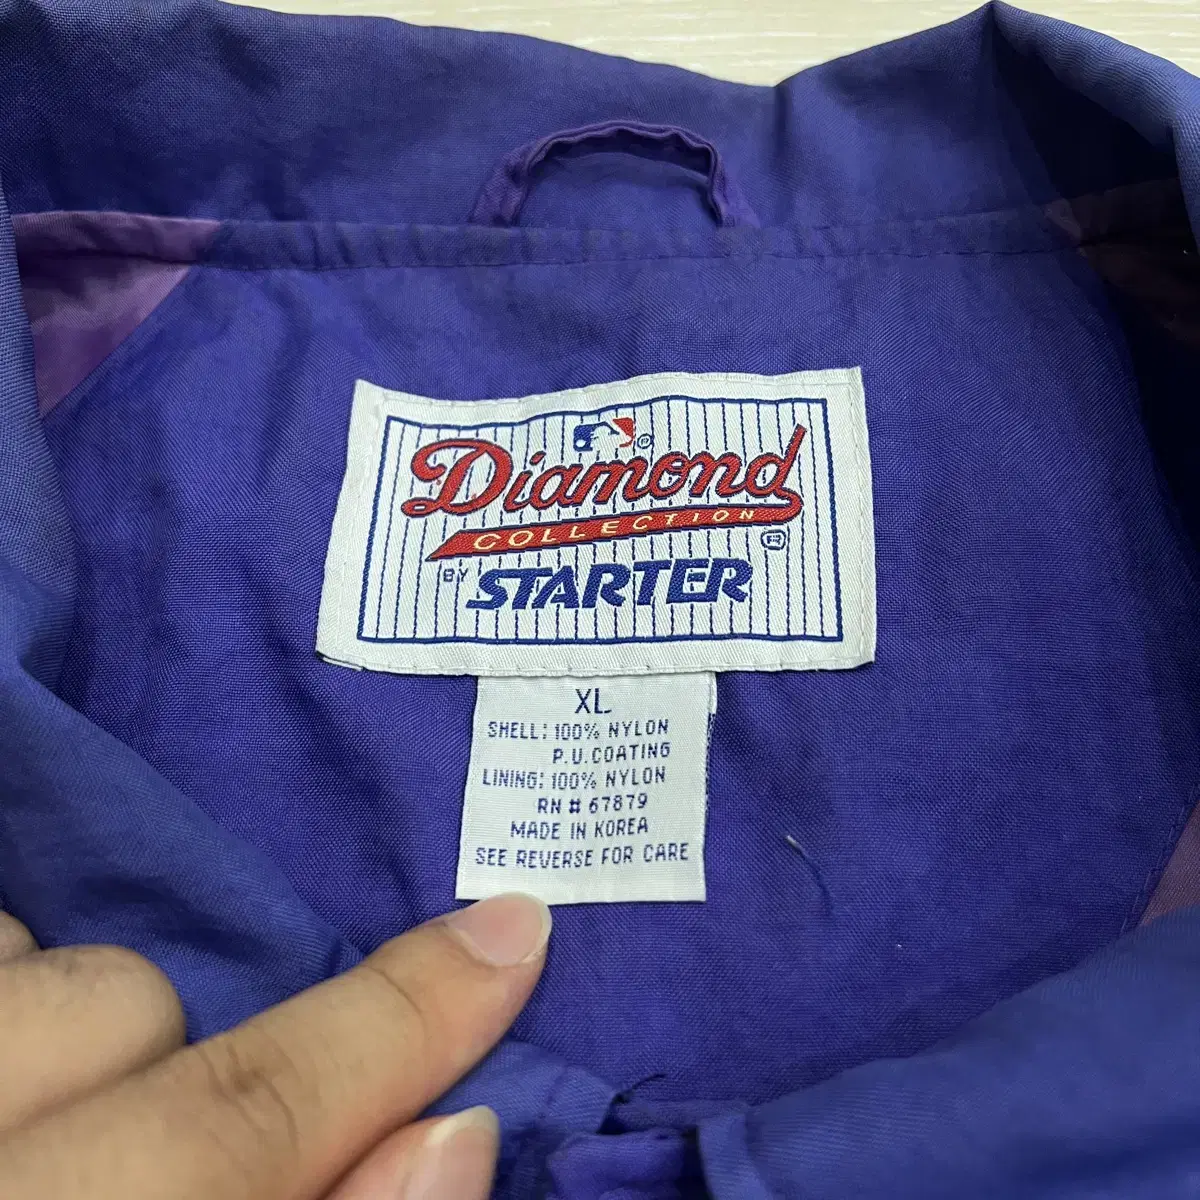 Diamond
COLLECTION
BY STARTER
XL
SHELL: 100% NYLON
P.U.COATING
LINING: 100% NYLON
RN # 67879
MADE IN KOREA
SEE REVERSE FOR CARE